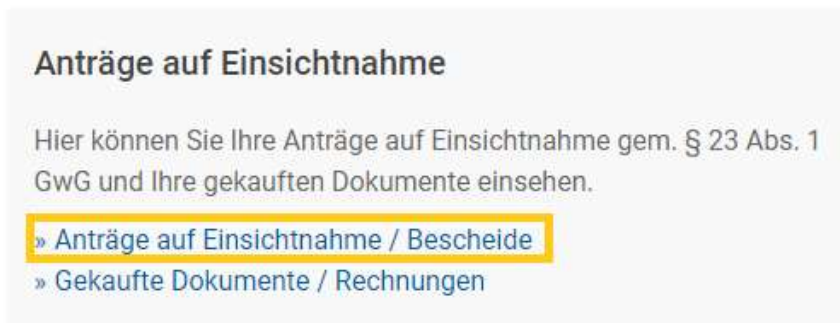 Anträge auf Einsichtnahme
Hier können Sie Ihre Anträge auf Einsichtnahme gem. § 23 Abs. 1
GwG und Ihre gekauften Dokumente einsehen.
» Anträge auf Einsichtnahme / Bescheide
» Gekaufte Dokumente / Rechnungen